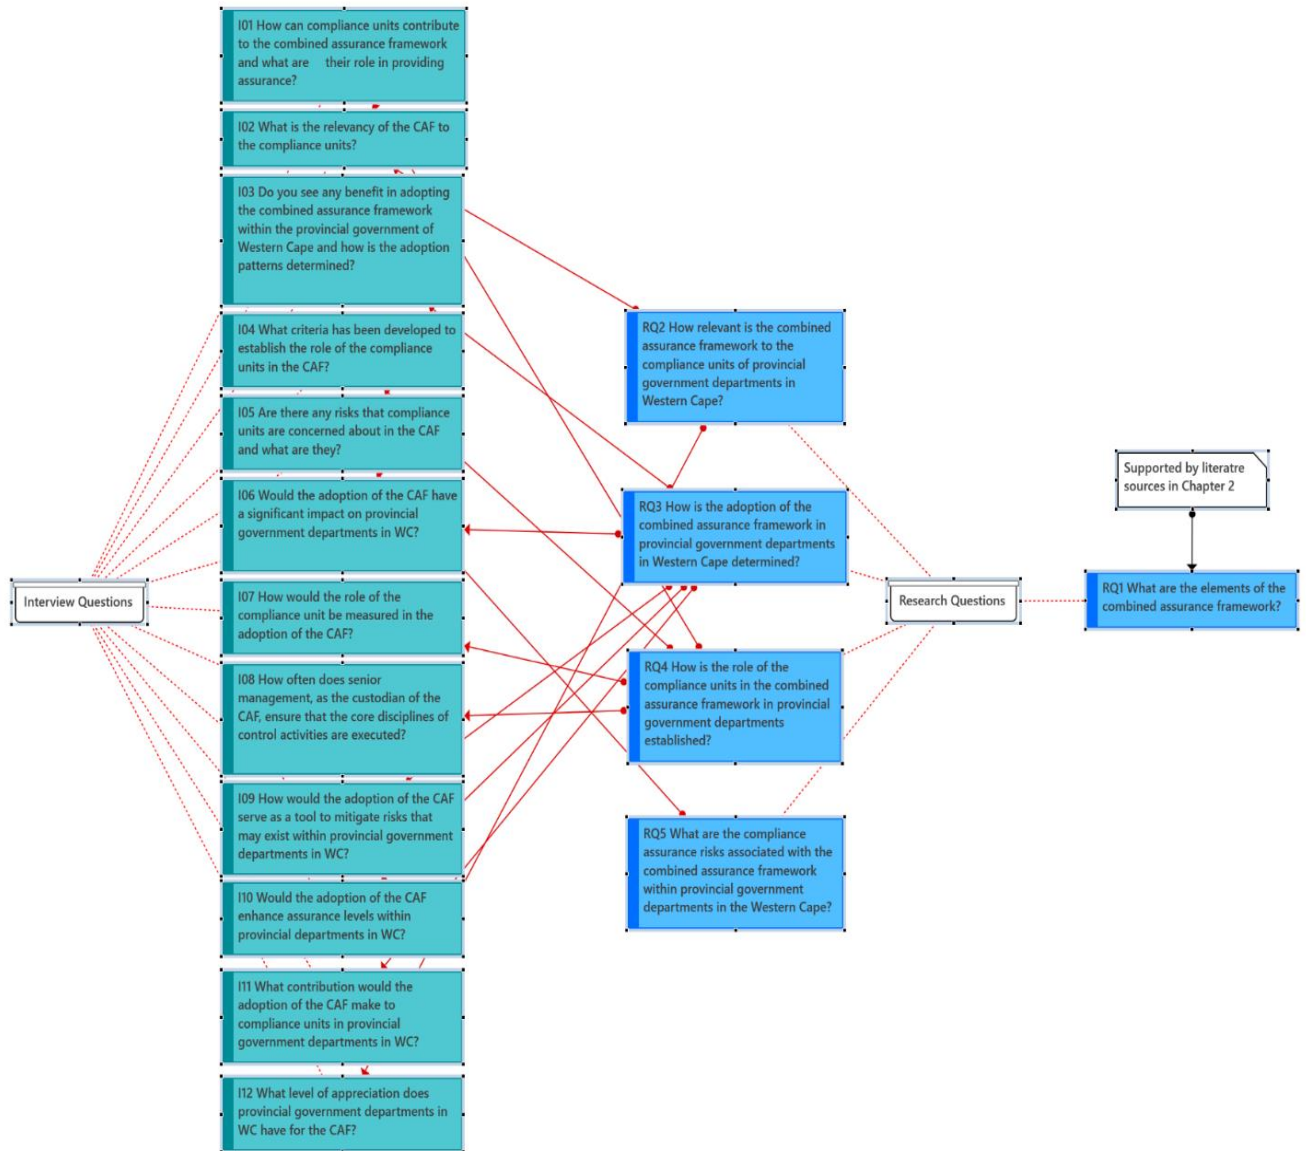 I01 How can compliance units contribute
to the combined assurance framework
and what are their role in providing
assurance?
I02 What is the relevancy of the CAF to
the compliance units?
I03 Do you see any benefit in adopting
the combined assurance framework
within the provincial government of
Western Cape and how is the adoption
patterns determined?
I04 What criteria has been developed to
establish the role of the compliance
units in the CAF?
I05 Are there any risks that compliance
units are concerned about in the CAF
and what are they?
I06 Would the adoption of the CAF have
a significant impact on provincial
government departments in WC?
Interview Questions
I07 How would the role of the
compliance unit be measured in the
adoption of the CAF?
I08 How often does senior
management, as the custodian of the
CAF, ensure that the core disciplines of
control activities are executed?
I09 How would the adoption of the CAF
serve as a tool to mitigate risks that
may exist within provincial government
departments in WC?
I10 Would the adoption of the CAF
enhance assurance levels within
provincial departments in WC?
I11 What contribution would the
adoption of the CAF make to
compliance units in provincial
government departments in WC?
I12 What level of appreciation does
provincial government departments in
WC have for the CAF?
RQ2 How relevant is the combined
assurance framework to the
compliance units of provincial
government departments in
Western Cape?
RQ3 How is the adoption of the
combined assurance framework in
provincial government departments
in Western Cape determined?
RQ4 How is the role of the
compliance units in the combined
assurance framework in provincial
government departments
established?
RQ5 What are the compliance
assurance risks associated with the
combined assurance framework
within provincial government
departments in the Western Cape?
Research Questions
Supported by literatre
sources in Chapter 2
RQ1 What are the elements of the
combined assurance framework?